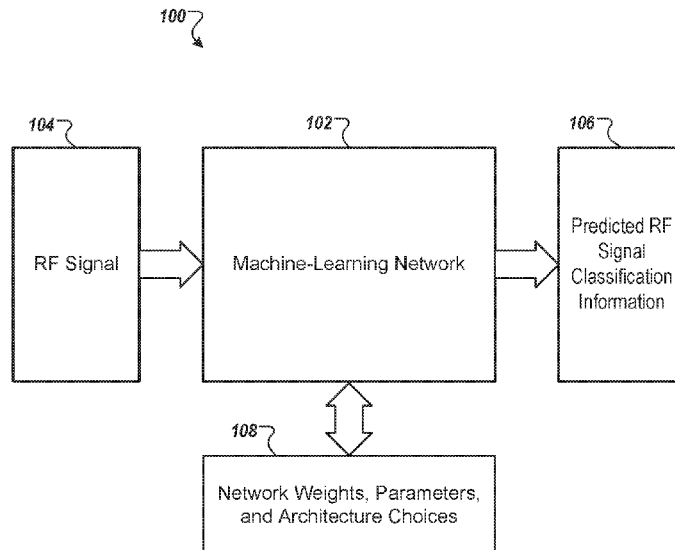 100
104
102
106
RF Signal
Machine-Learning Network
Predicted RF
Signal
Classification
Information
108
Network Weights, Parameters,
and Architecture Choices